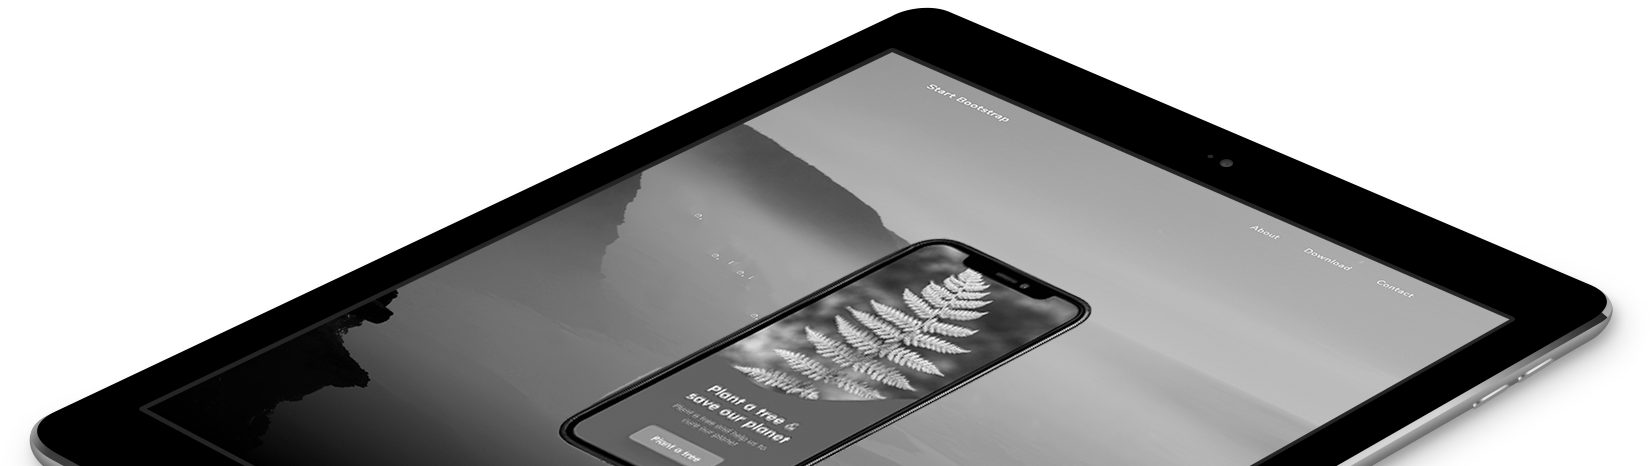 Start Bootstrap
About
Download
Contact
Plant a tree &
save our planet
Plant a tree and help us to
cure our planet
Plant a tree